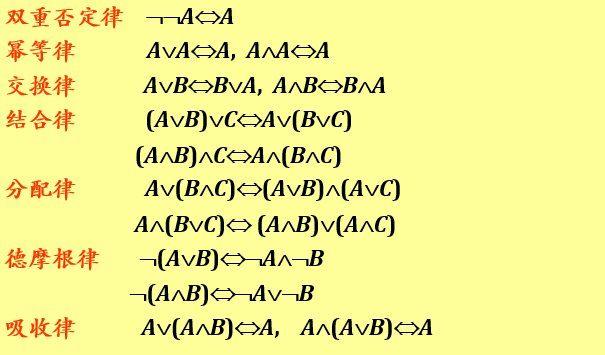 双重否定律 ¬¬A⇔A
幂等律 A∨A⇔A, A∧A⇔A
交换律 A∨B⇔B∨A, A∧B⇔B∧A
结合律 (A∨B)∨C⇔A∨(B∨C)
(A∧B)∧C⇔A∧(B∧C)
分配律 A∨(B∧C)⇔(A∨B)∧(A∨C)
A∧(B∨C)⇔ (A∧B)∨(A∧C)
德摩根律 ¬(A∨B)⇔¬A∧¬B
¬(A∧B)⇔¬A∨¬B
吸收律 A∨(A∧B)⇔A, A∧(A∨B)⇔A